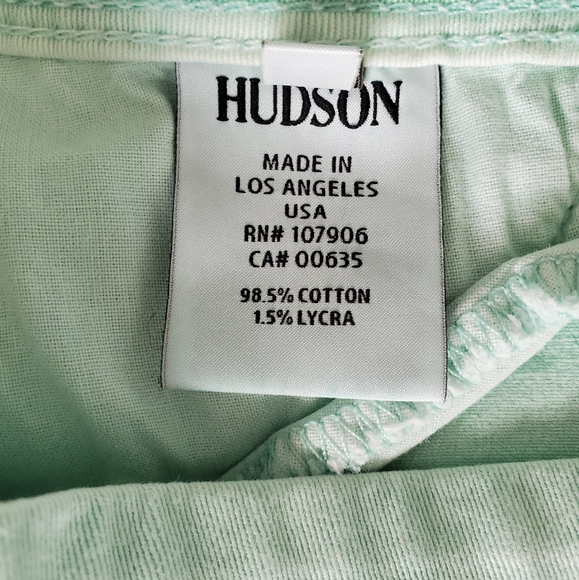 HUDSON
MADE IN
LOS ANGELES
USA
RN# 107906
CA# 00635
98.5% COTTON
1.5% LYCRA